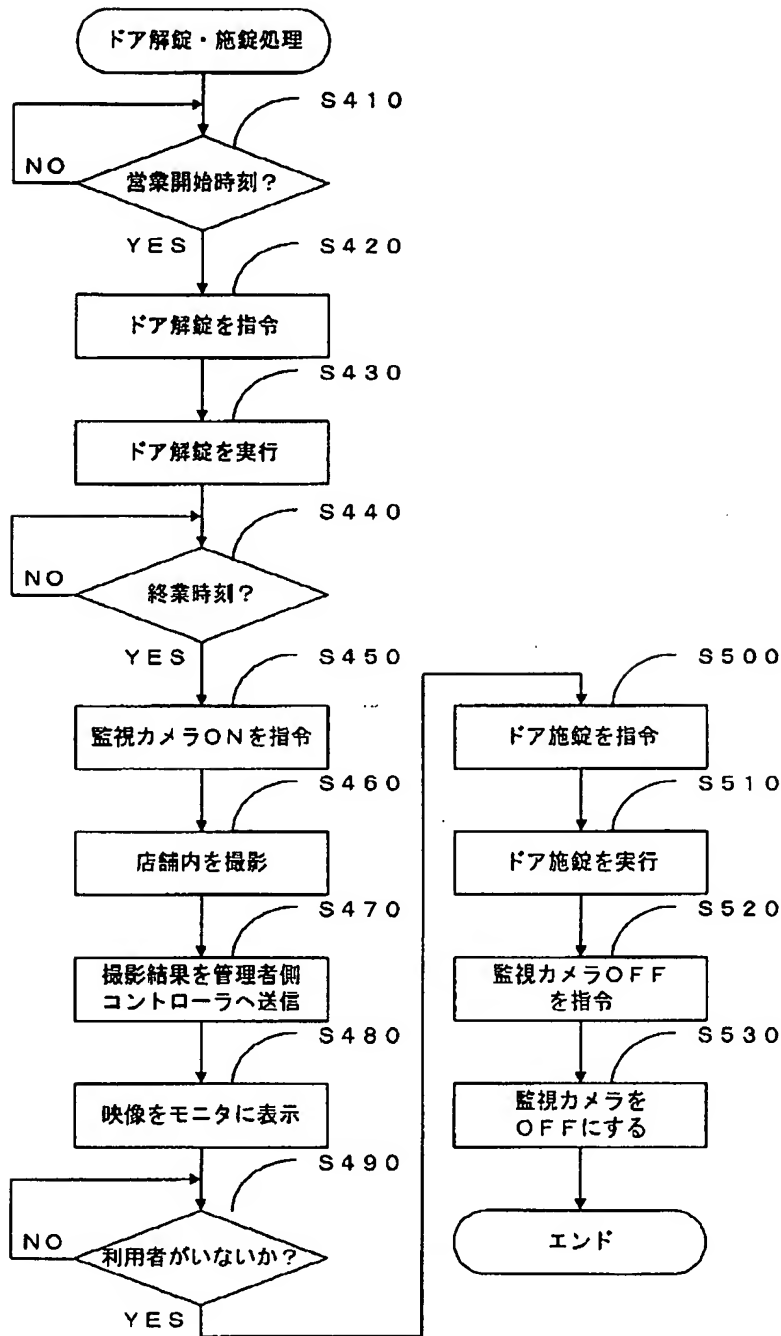 ドア解錠・施錠処理
S410
NO
営業開始時刻?
YES
S420
ドア解錠を指令
S430
ドア解錠を実行
S440
NO
終業時刻?
YES
S450
監視カメラONを指令
S460
店舗内を撮影
S470
撮影結果を管理者側
コントローラへ送信
S480
映像をモニタに表示
S490
NO
利用者がいないか?
YES
S500
ドア施錠を指令
S510
ドア施錠を実行
S520
監視カメラOFF
を指令
S530
監視カメラを
OFFにする
エンド